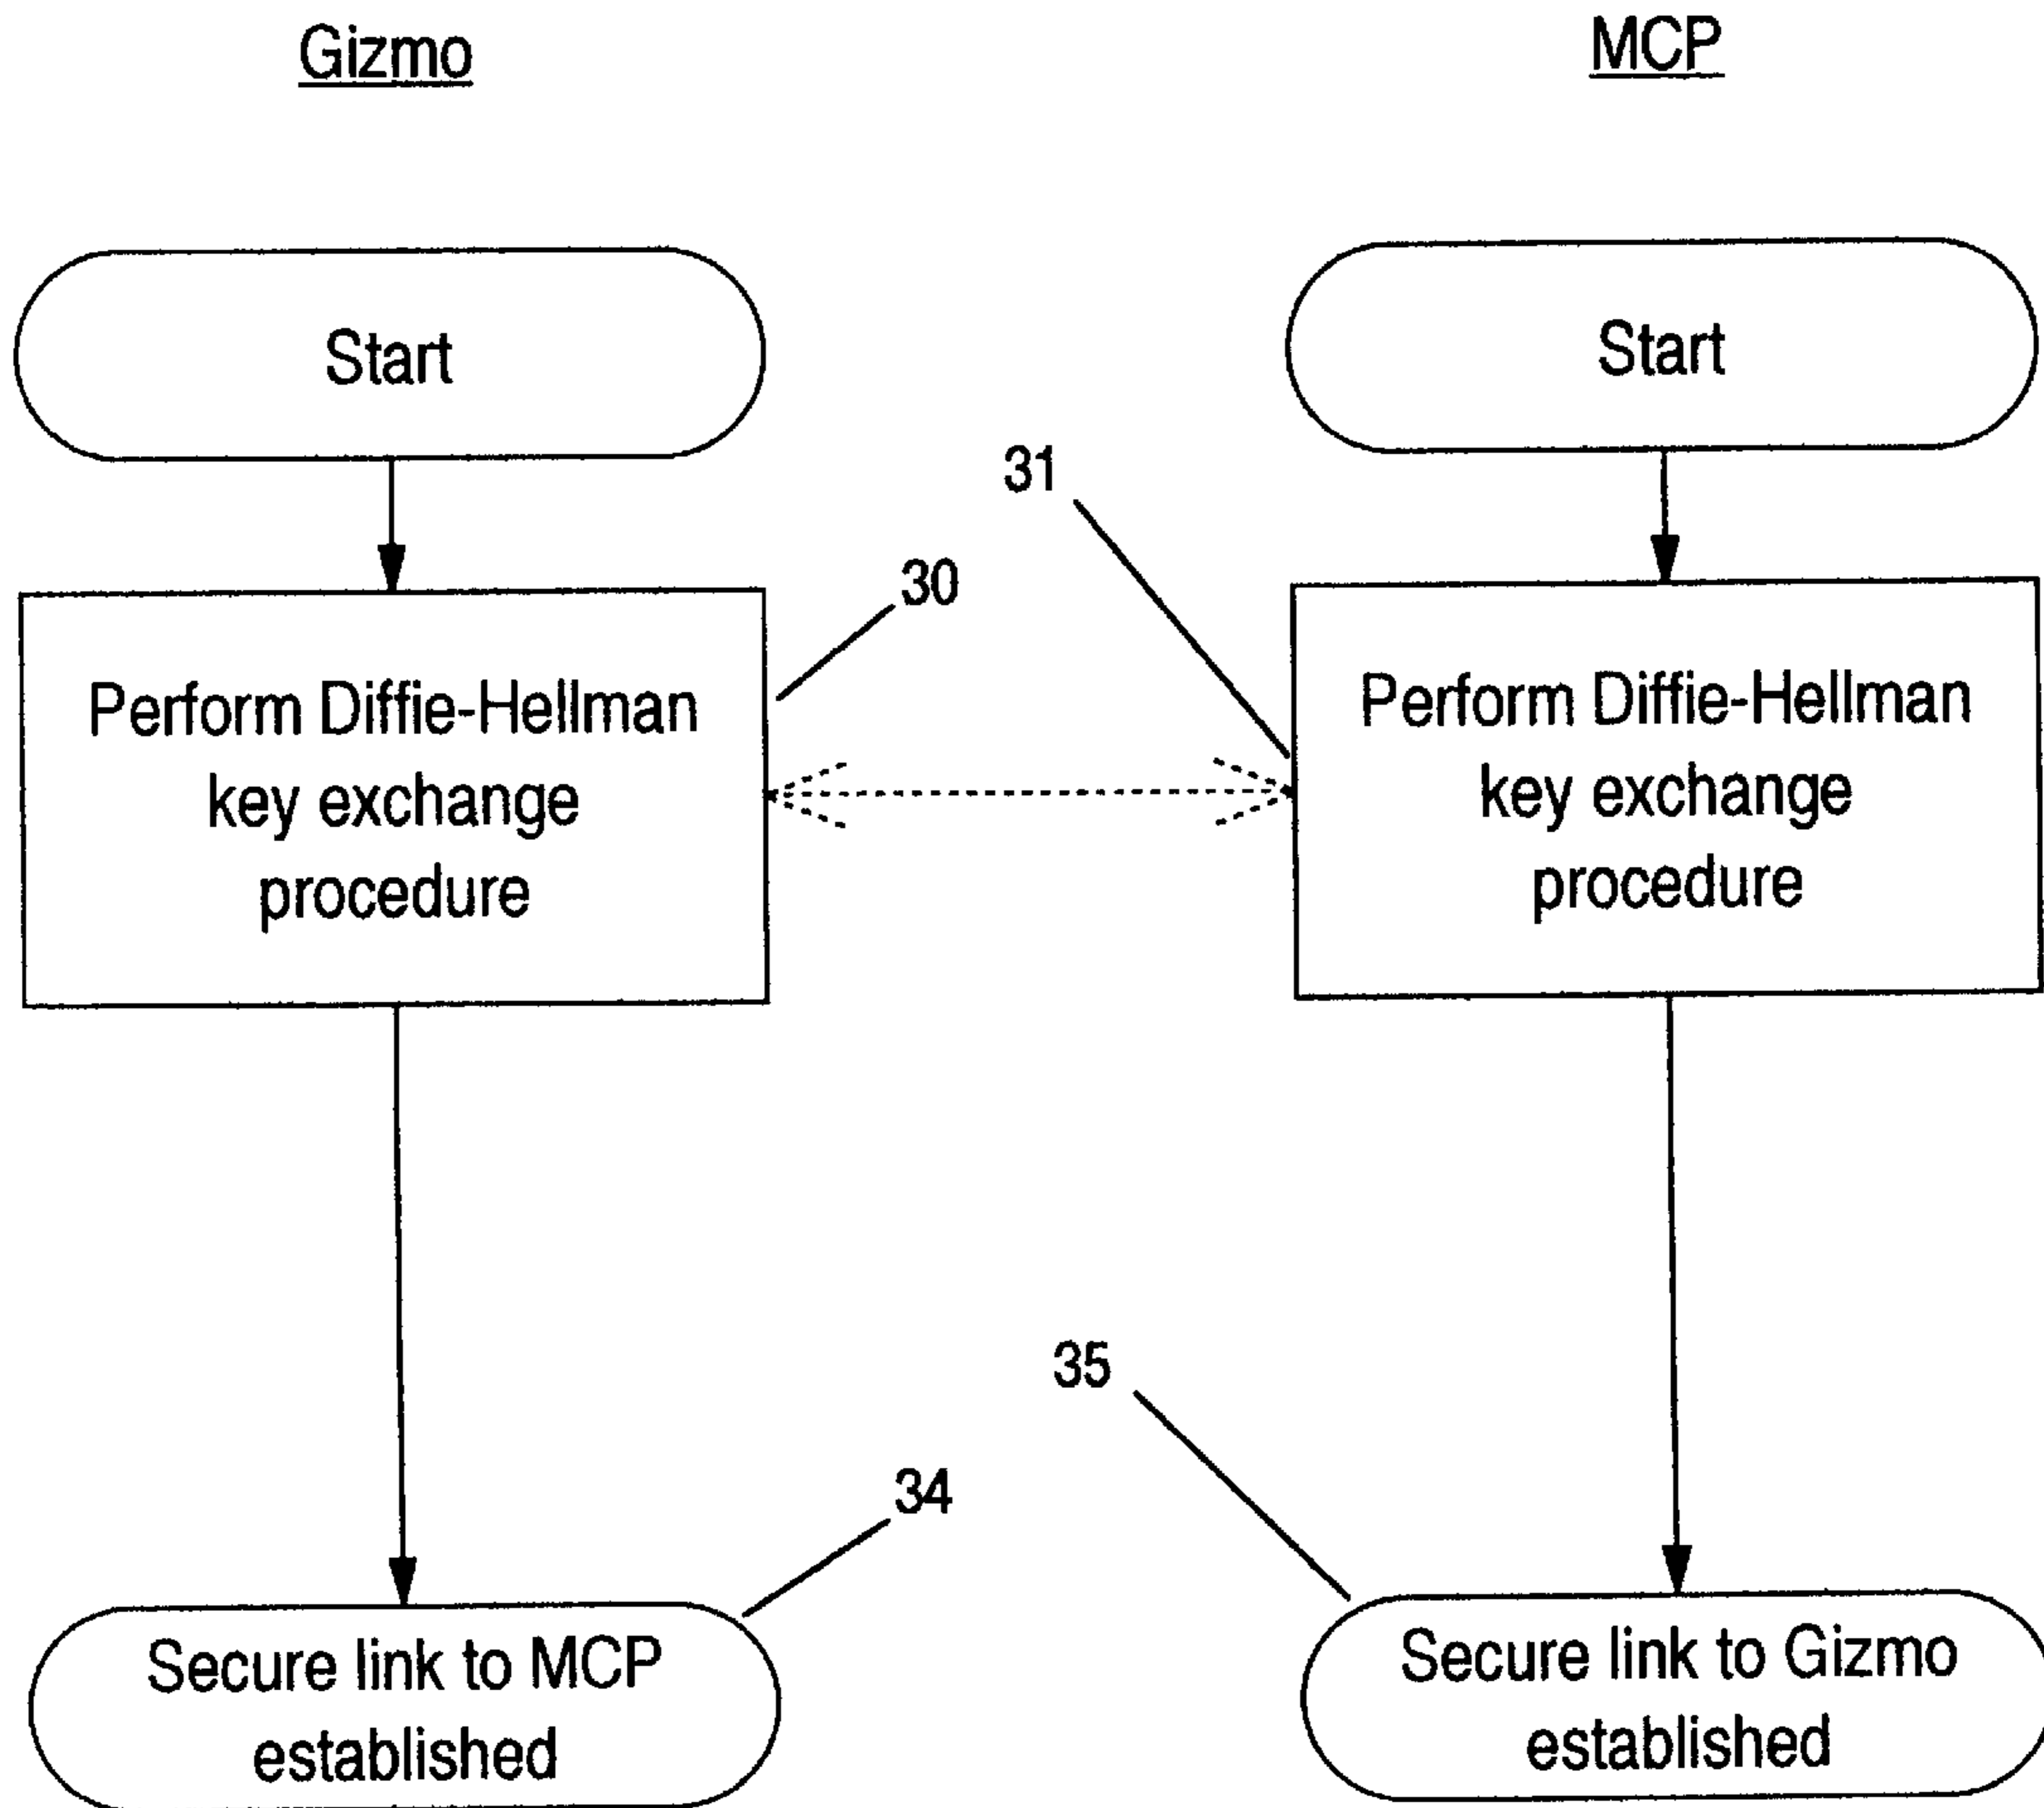 Gizmo
MCP
Start
Start
31
30
Perform Diffie-Hellman
key exchange
procedure
Perform Diffie-Hellman
key exchange
procedure
35
34
Secure link to MCP
established
Secure link to Gizmo
established